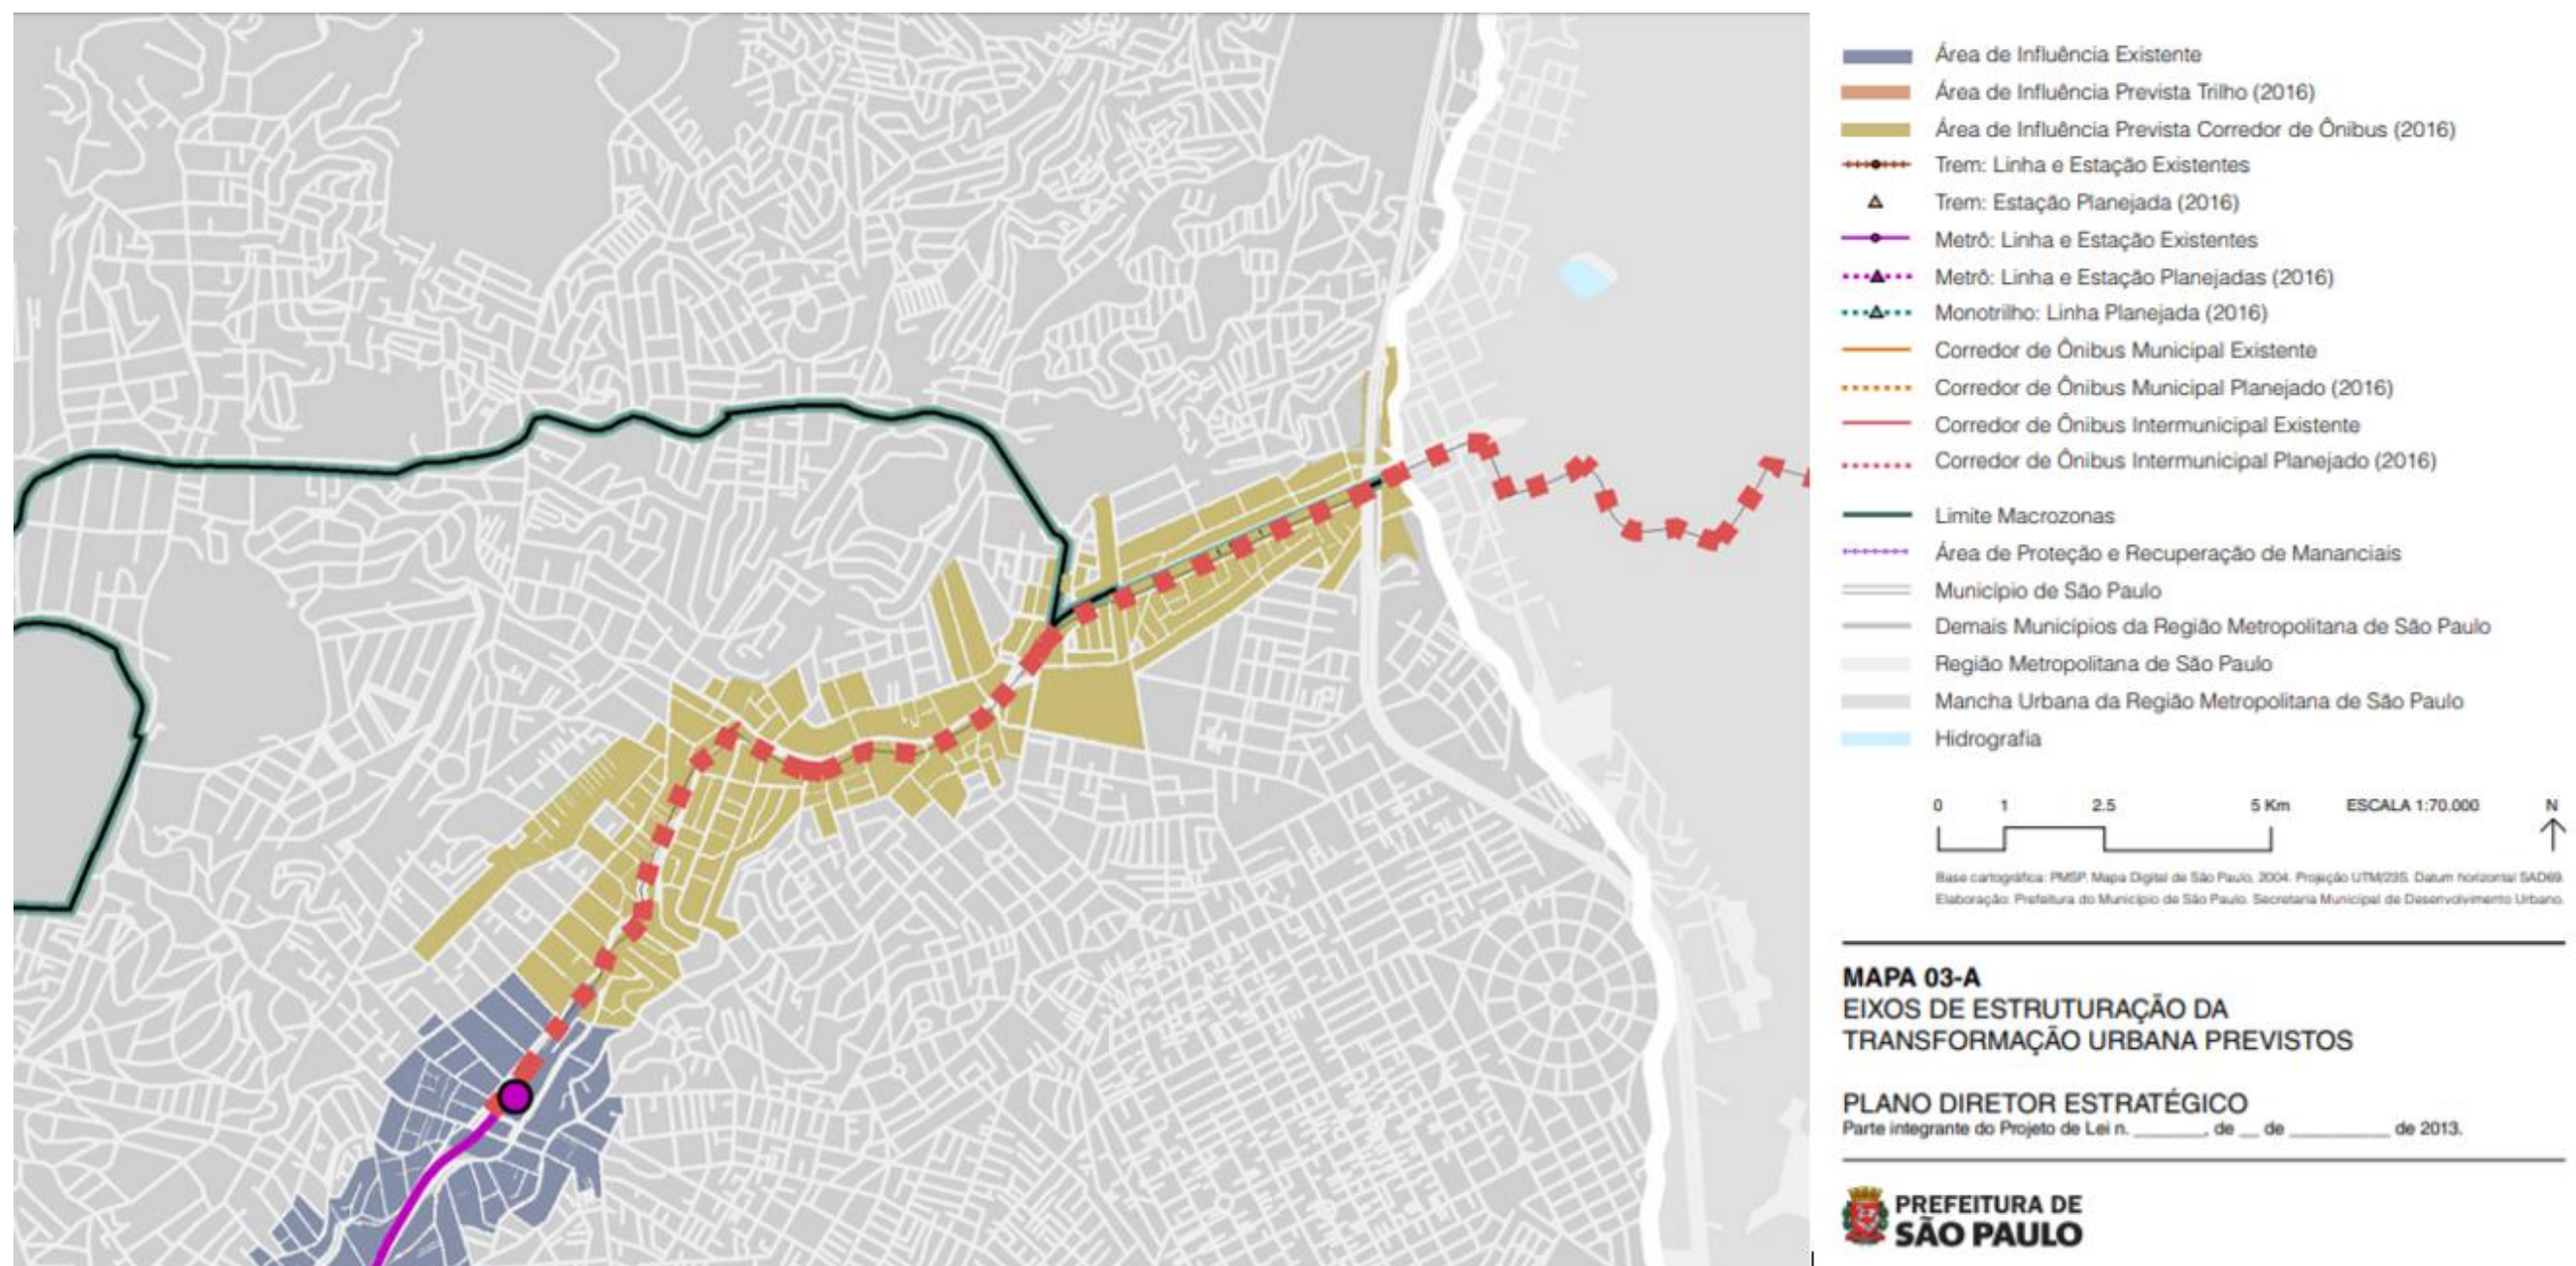 Área de Influência Existente
Área de Influência Prevista Trilho (2016)
Área de Influência Prevista Corredor de Ônibus (2016)
Trem: Linha e Estação Existentes
Trem: Estação Planejada (2016)
Metrô: Linha e Estação Existentes
Metrô: Linha e Estação Planejadas (2016)
Monotrilho: Linha Planejada (2016)
Corredor de Ônibus Municipal Existente
Corredor de Ônibus Municipal Planejado (2016)
Corredor de Ônibus Intermunicipal Existente
Corredor de Ônibus Intermunicipal Planejado (2016)
Limite Macrozonas
Área de Proteção e Recuperação de Mananciais
Município de São Paulo
Demais Municípios da Região Metropolitana de São Paulo
Região Metropolitana de São Paulo
Mancha Urbana da Região Metropolitana de São Paulo
Hidrografia
0 1 2.5 5 Km ESCALA 1:70.000 N
Base cartográfica: PMSP. Mapa Digital de São Paulo, 2004. Projeção UTM/23S. Datum horizontal SAD69.
Elaboração: Prefeitura do Município de São Paulo. Secretaria Municipal de Desenvolvimento Urbano.
MAPA 03-A
EIXOS DE ESTRUTURAÇÃO DA
TRANSFORMAÇÃO URBANA PREVISTOS
PLANO DIRETOR ESTRATÉGICO
Parte integrante do Projeto de Lei n. _______, de __ de __________ de 2013.
PREFEITURA DE
SÃO PAULO